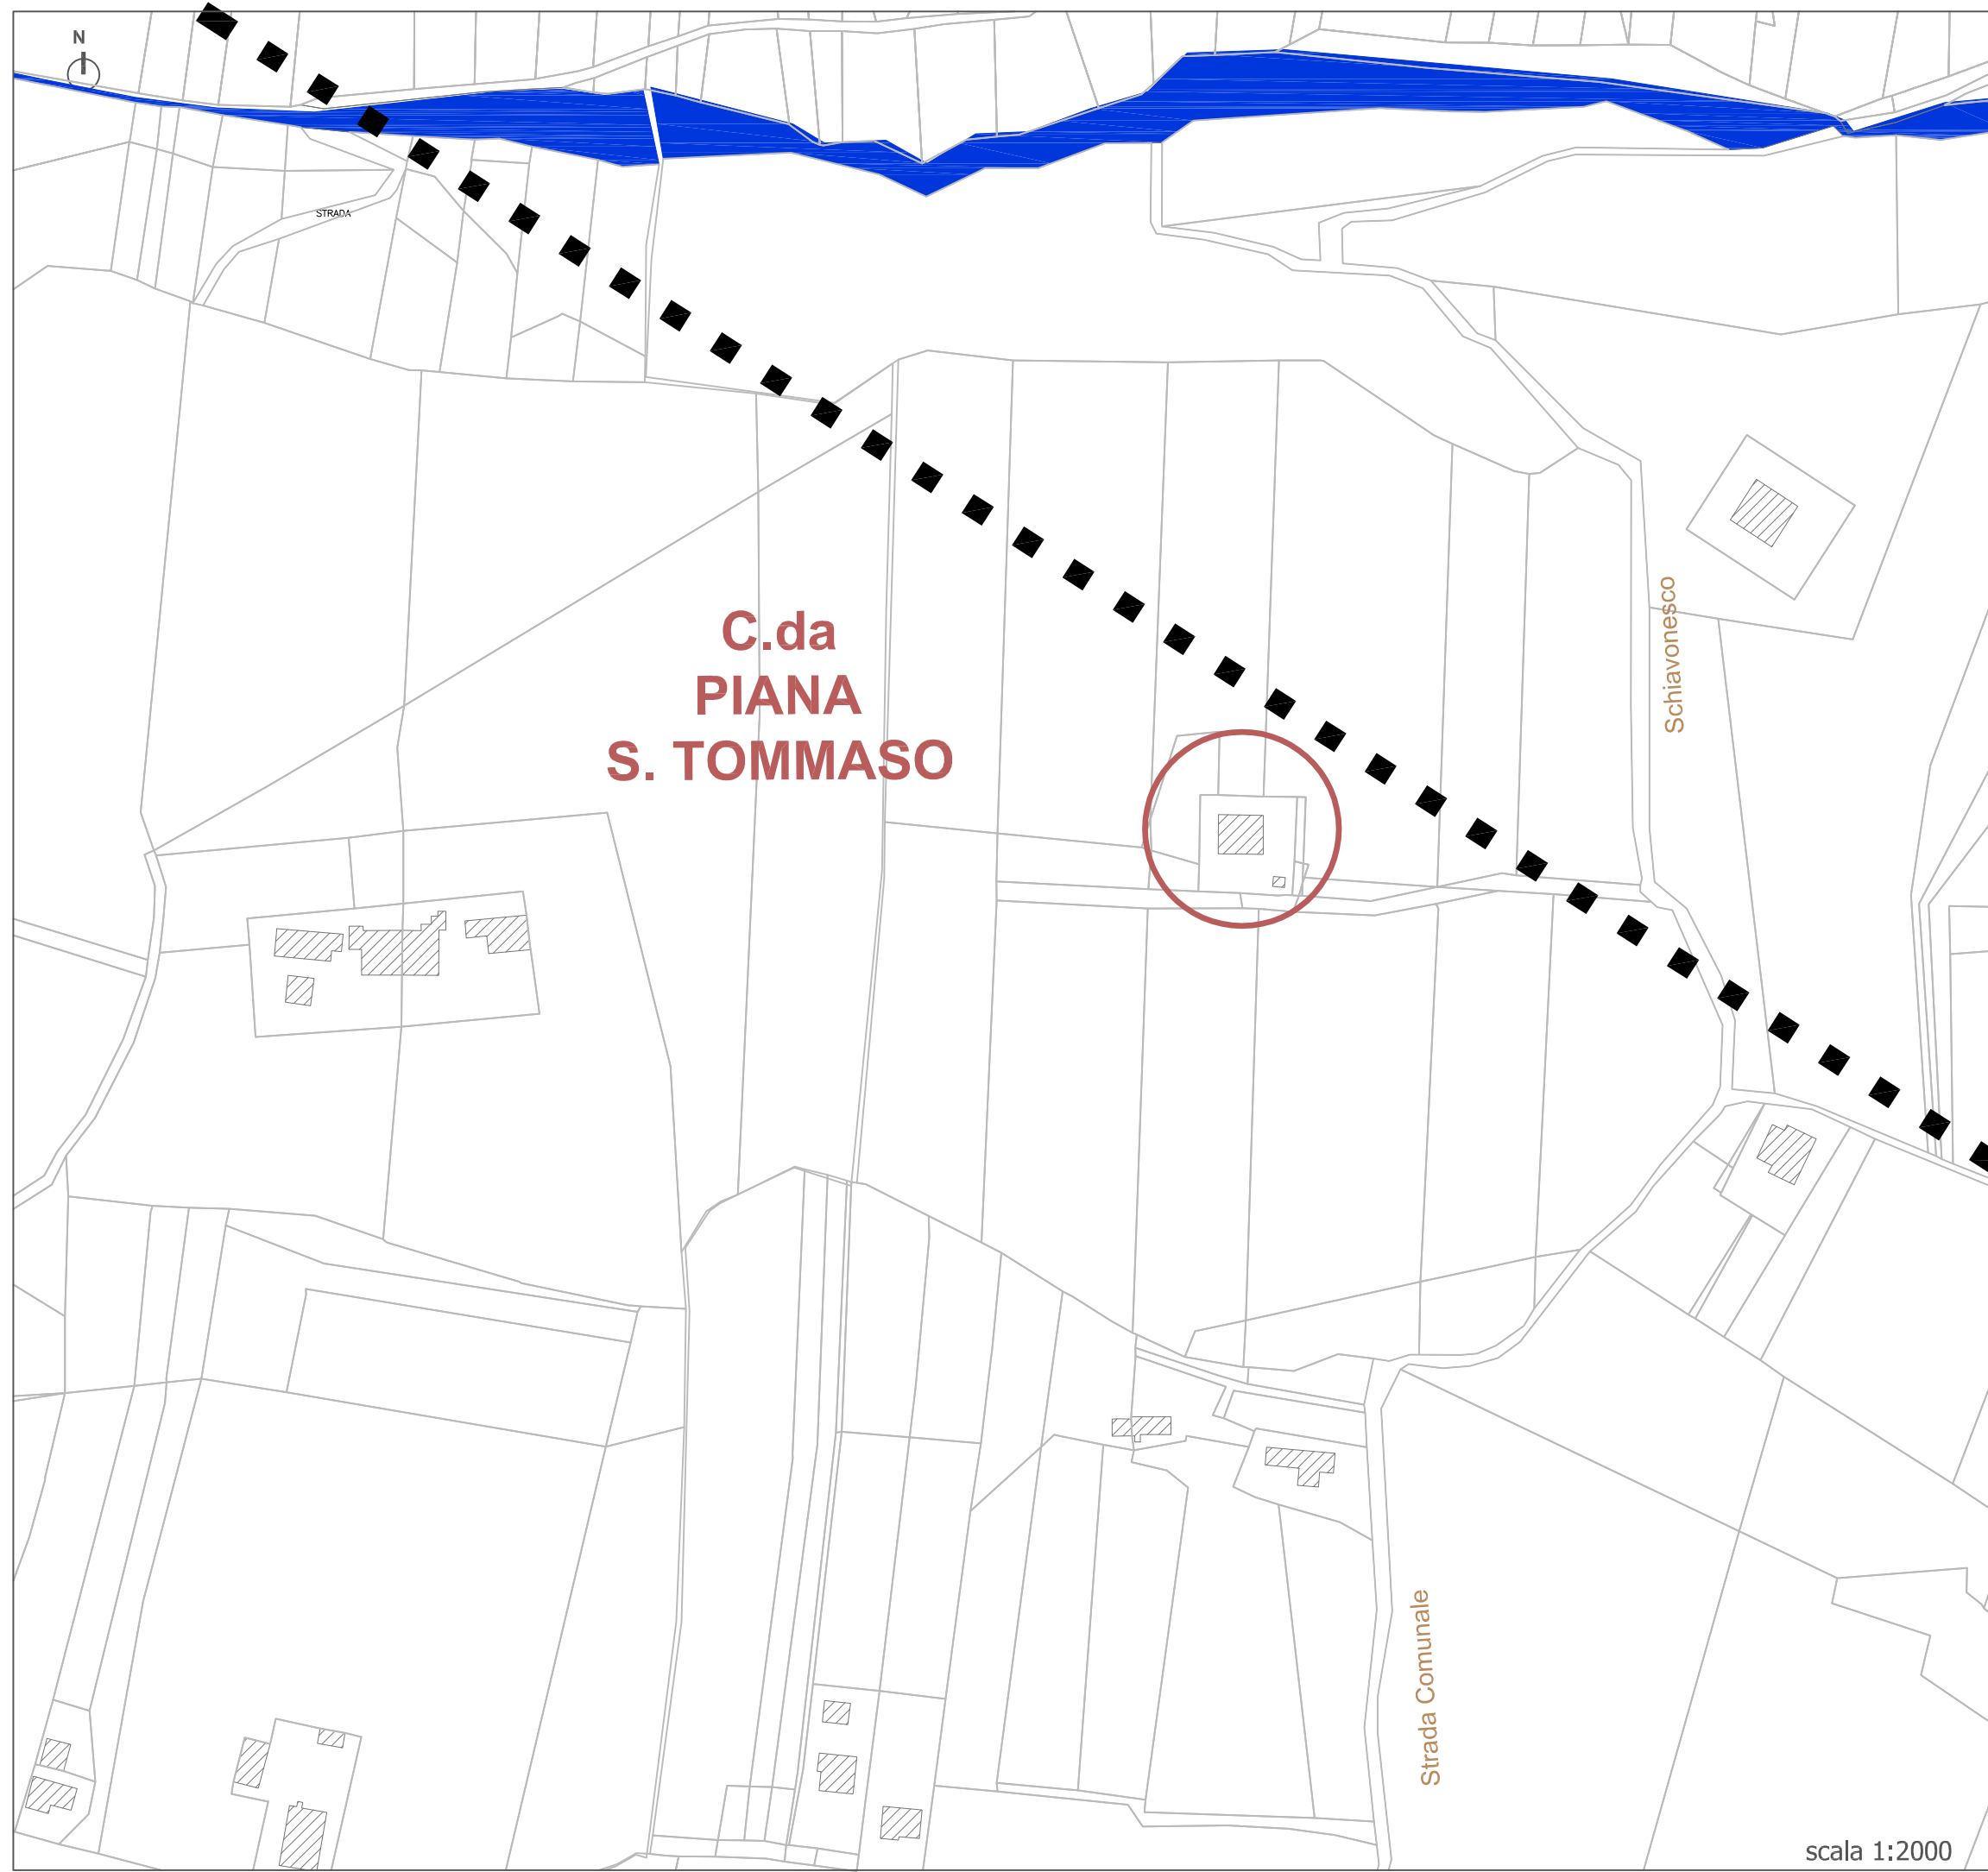 N
STRADA
C.da
PIANA
S. TOMMASO
Schiavonesco
Strada Comunale
scala 1:2000